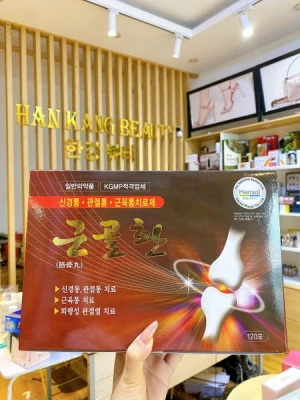 HAN KANG BEAUTY
한강 뷰티
일반의약품
KGMP적격업체
신경통·관절통·근육통치료제
Hansol
근골환
(筋骨丸)
신경통, 관절통 치료
근육통 치료
퇴행성 관절염 치료
120포